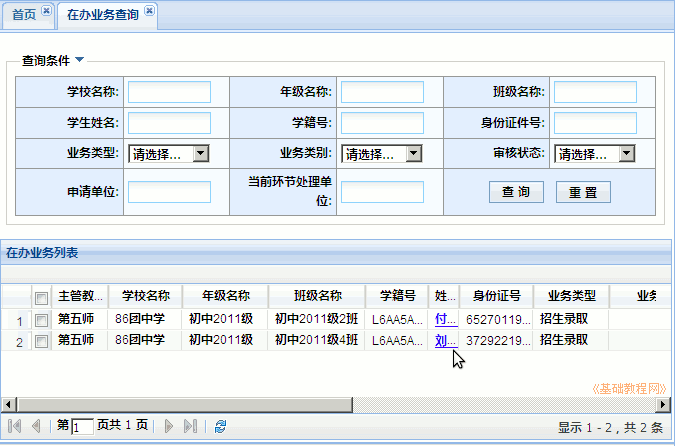 首页 在办业务查询
查询条件
学校名称: 年级名称: 班级名称:
学生姓名: 学籍号: 身份证件号:
业务类型: 请选择... 业务类别: 请选择... 审核状态: 请选择...
申请单位: 当前环节处理单位: 查 询 重 置
在办业务列表
主管教... 学校名称 年级名称 班级名称 学籍号 姓... 身份证号 业务类型 业务
1 第五师 86团中学 初中2011级 初中2011级2班 L6AA5A... 付... 65270119... 招生录取
2 第五师 86团中学 初中2011级 初中2011级4班 L6AA5A... 刘... 37292219... 招生录取
《基础教程网》
第 1 页共 1 页 显示 1 - 2 , 共 2 条